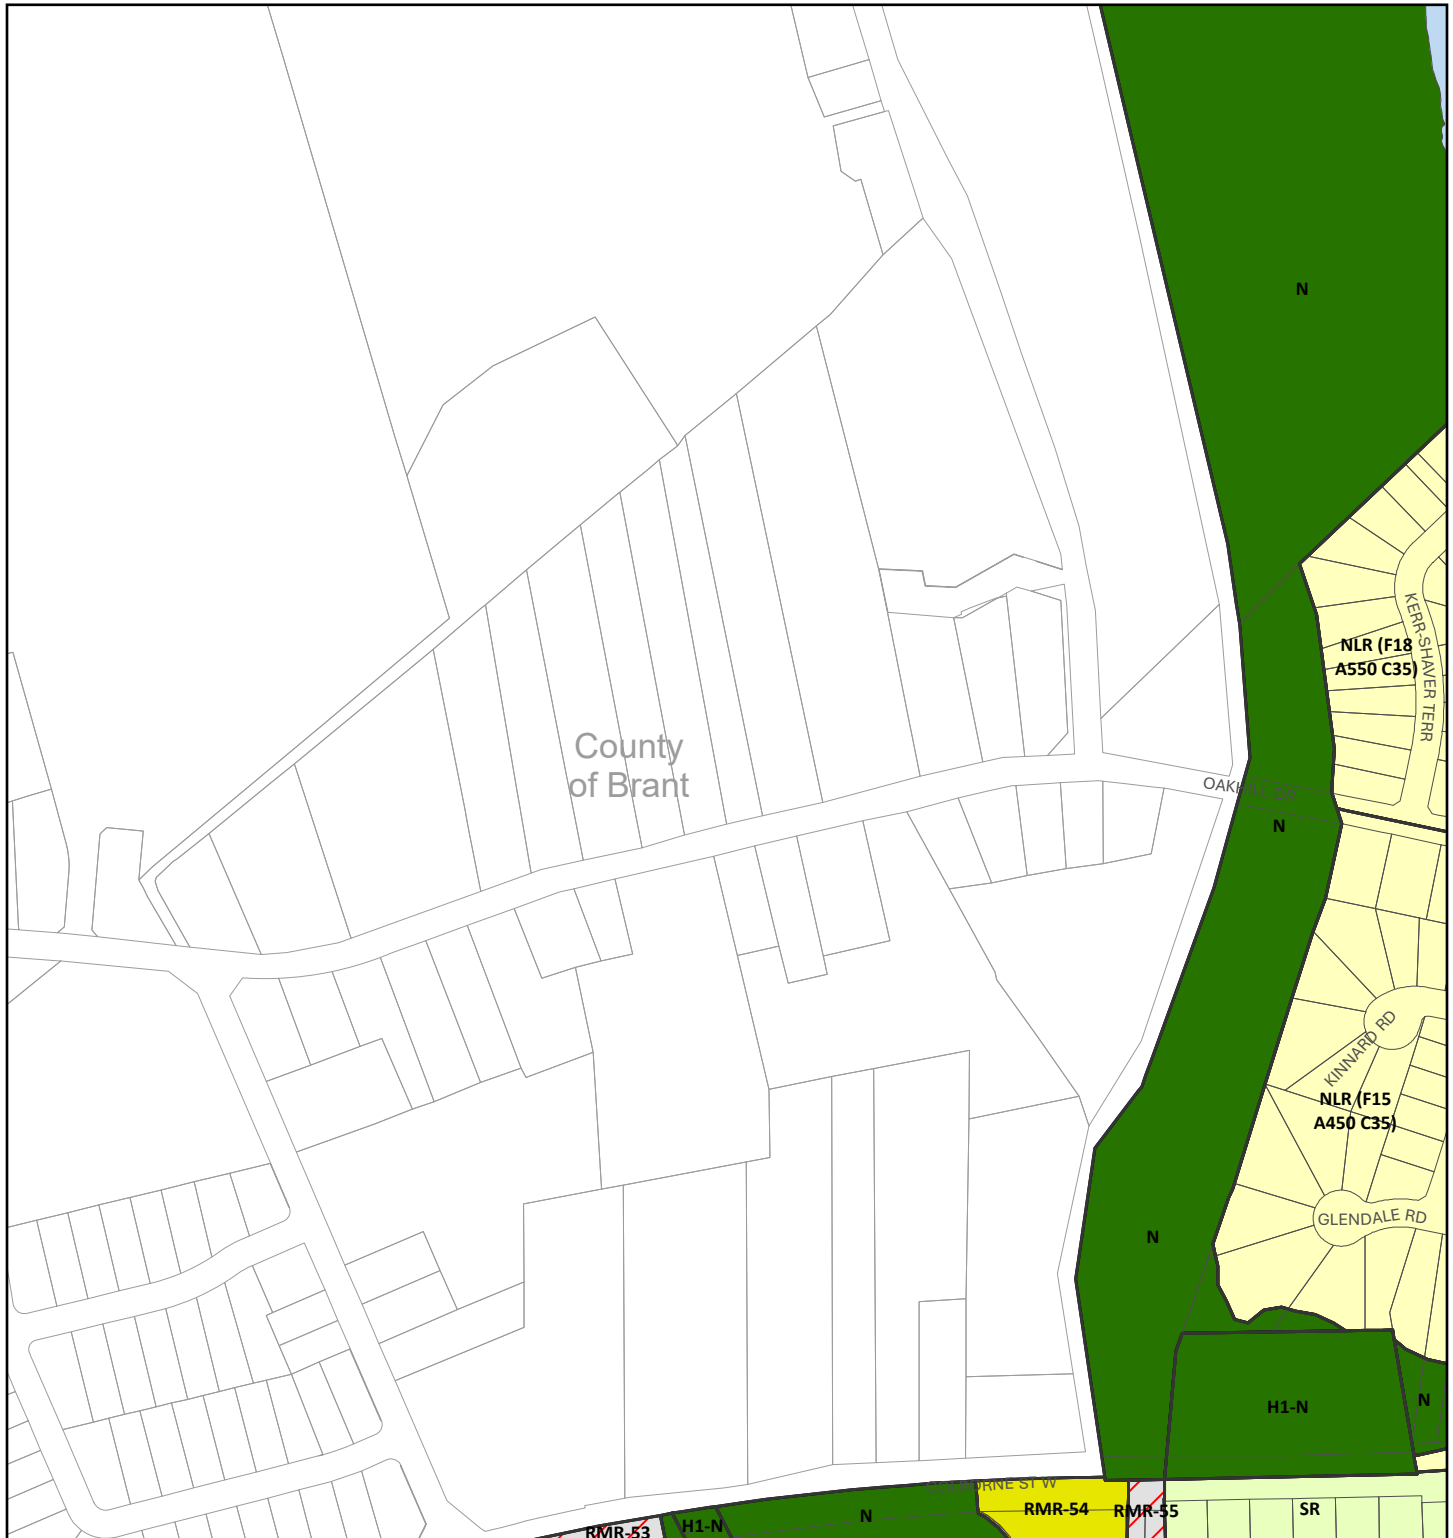 N
KERR-SHAVER TERR
NLR (F18
A550 C35)
County
of Brant
N
KINNARD RD
NLR (F15
A450 C35)
GLENDALE RD
N
N
H1-N
ST W
RMR-54
RMR-55
SR
N
H1-N
RMR-53